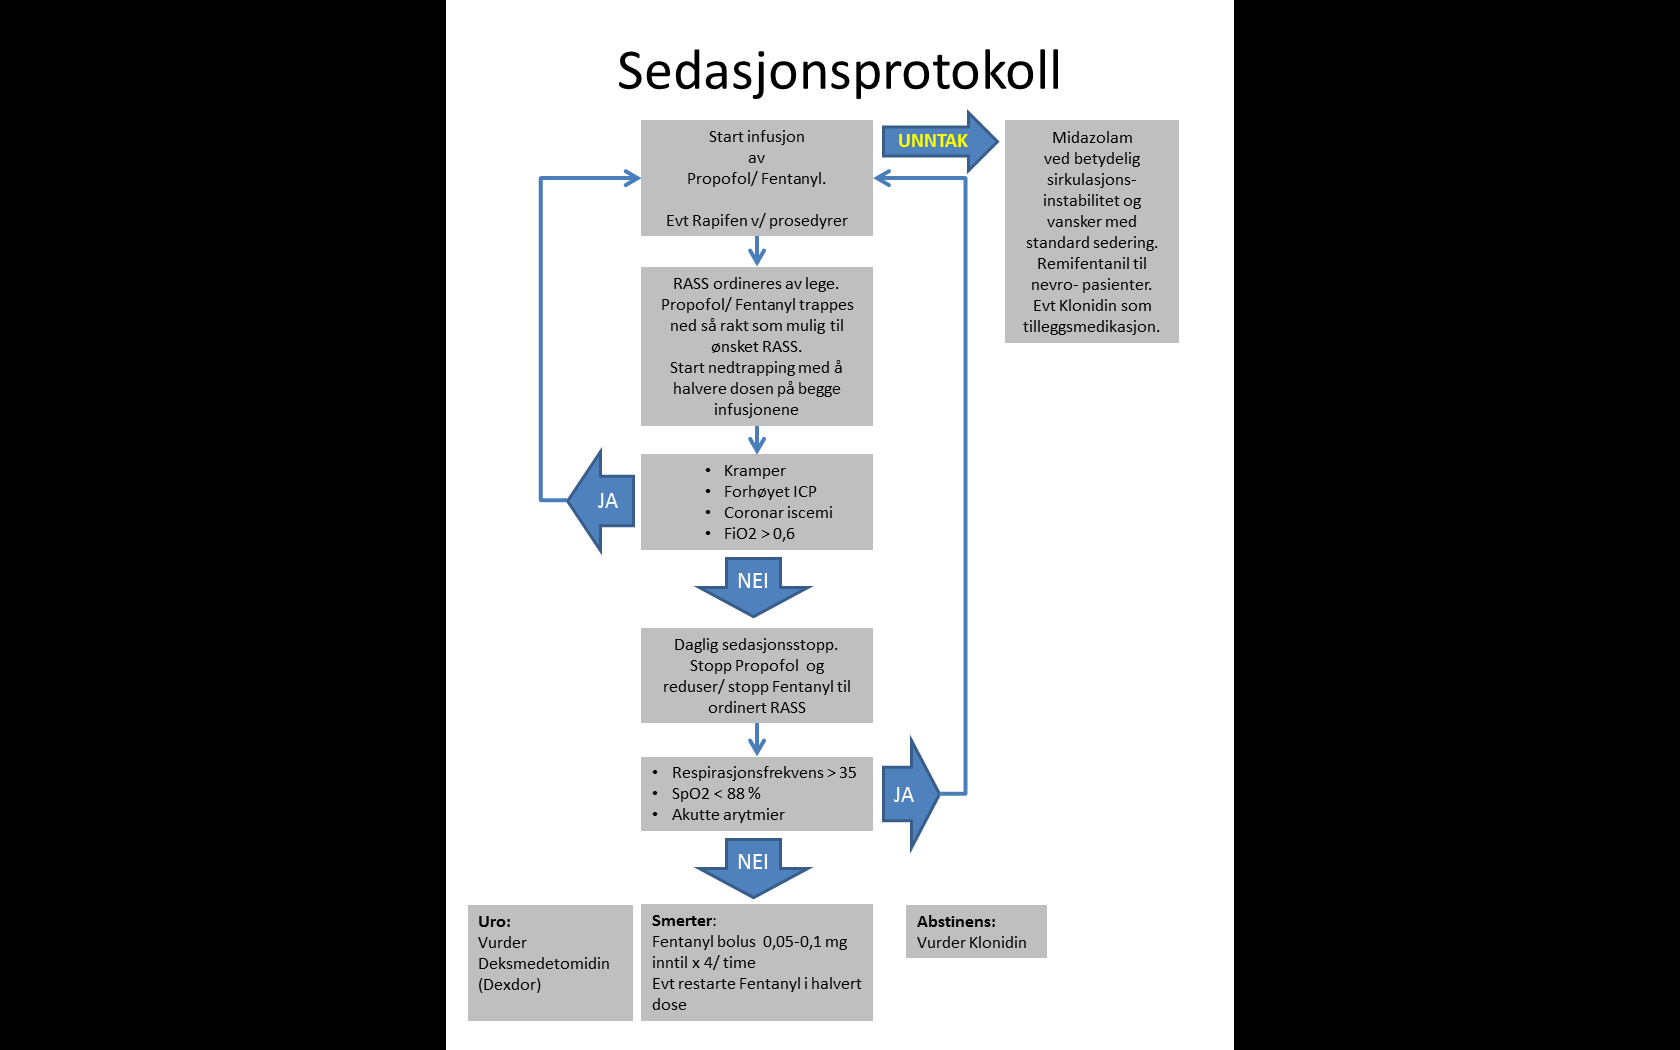 Sedasjonsprotokoll
Start infusjon
av
Propofol/ Fentanyl.
Evt Rapifen v/ prosedyrer
UNNTAK
Midazolam
ved betydelig
sirkulasjons-
instabilitet og
vansker med
standard sedering.
Remifentanil til
nevro- pasienter.
Evt Klonidin som
tilleggsmedikasjon.
RASS ordineres av lege.
Propofol/ Fentanyl trappes
ned så rakt som mulig til
ønsket RASS.
Start nedtrapping med å
halvere dosen på begge
infusjonene
• Kramper
• Forhøyet ICP
• Coronar iscemi
• FiO2 > 0,6
JA
NEI
Daglig sedasjonsstopp.
Stopp Propofol og
reduser/ stopp Fentanyl til
ordinert RASS
• Respirasjonsfrekvens > 35
• SpO2 < 88 %
• Akutte arytmier
JA
NEI
Uro:
Vurder
Deksmedetomidin
(Dexdor)
Smerter:
Fentanyl bolus 0,05-0,1 mg
inntil x 4/ time
Evt restarte Fentanyl i halvert
dose
Abstinens:
Vurder Klonidin